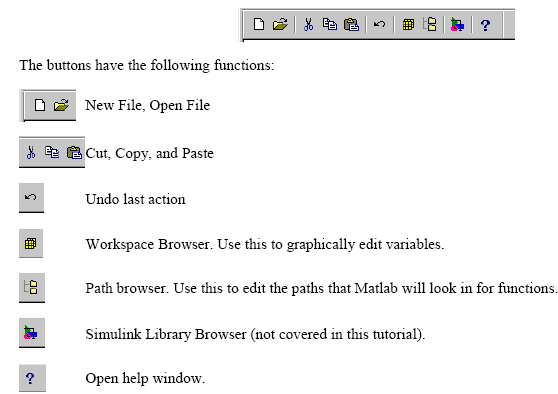 The buttons have the following functions:
New File, Open File
Cut, Copy, and Paste
Undo last action
Workspace Browser. Use this to graphically edit variables.
Path browser. Use this to edit the paths that Matlab will look in for functions.
Simulink Library Browser (not covered in this tutorial).
? Open help window.